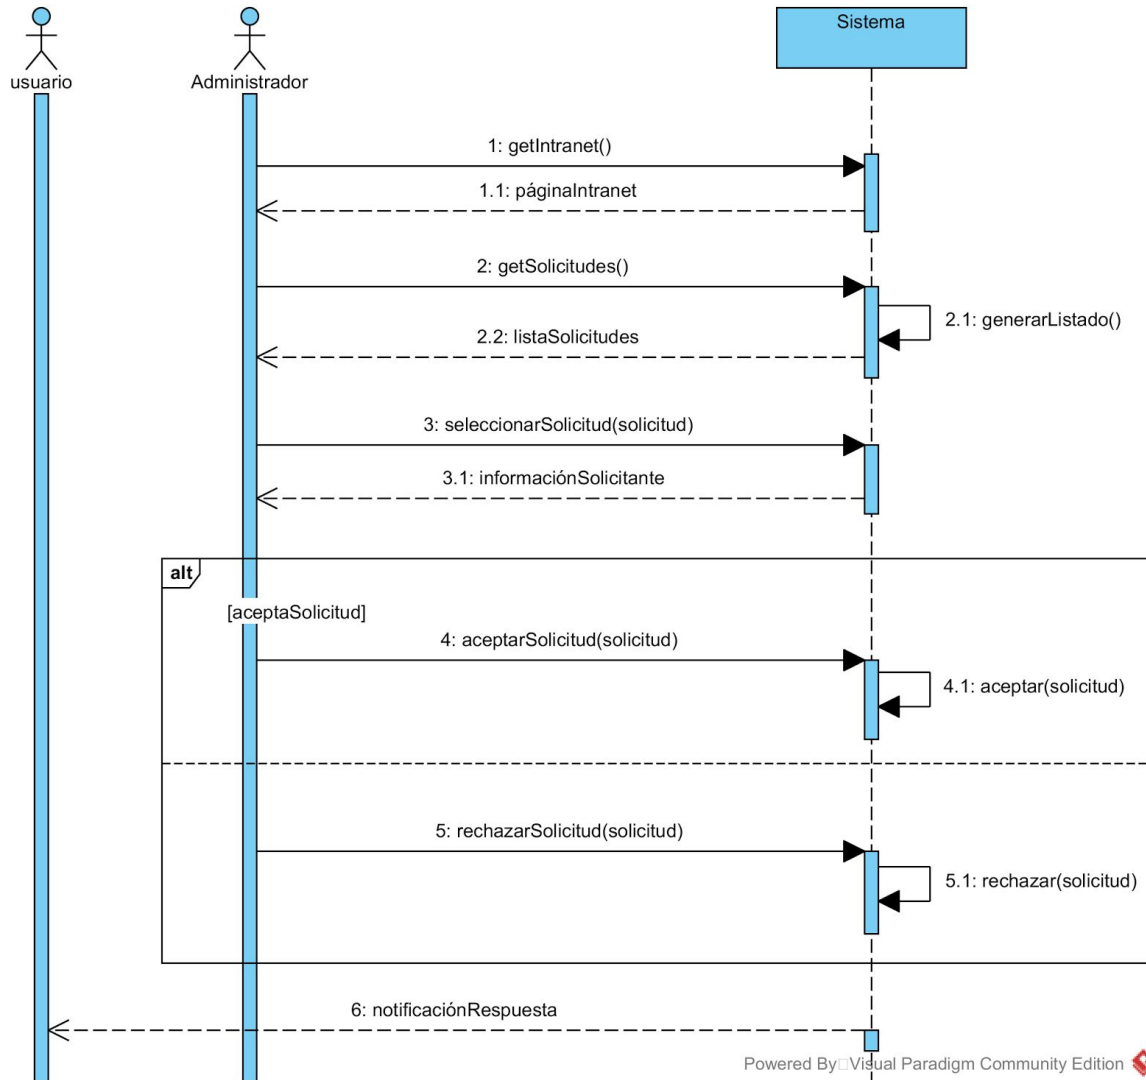 Sistema
usuario
Administrador
1: getIntranet()
1.1: páginaIntranet
2: getSolicitudes()
2.1: generarListado()
2.2: listaSolicitudes
3: seleccionarSolicitud(solicitud)
3.1: informaciónSolicitante
alt
[aceptaSolicitud]
4: aceptarSolicitud(solicitud)
4.1: aceptar(solicitud)
5: rechazarSolicitud(solicitud)
5.1: rechazar(solicitud)
6: notificaciónRespuesta
Powered By Visual Paradigm Community Edition